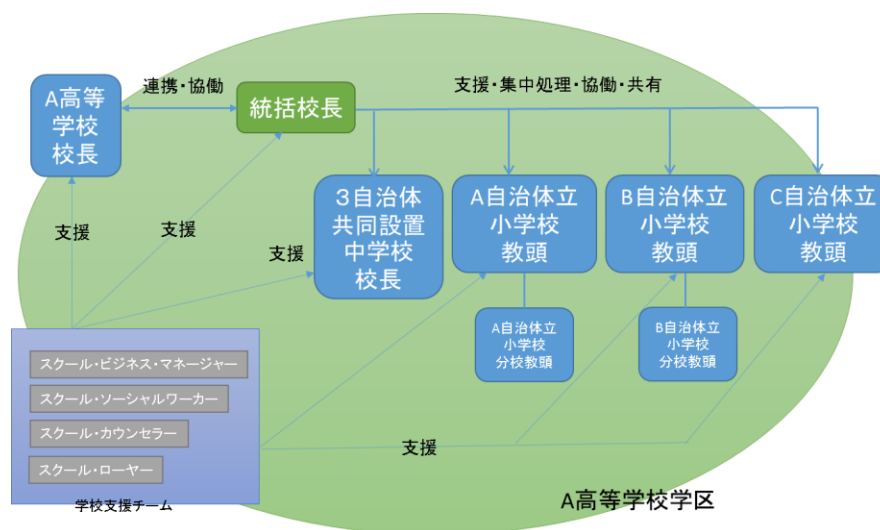 連携・協働
支援・集中処理・協働・共有
A高等
学校
校長
統括校長
3自治体
共同設置
中学校
校長
A自治体立
小学校
教頭
B自治体立
小学校
教頭
C自治体立
小学校
教頭
支援
支援
支援
A自治体立
小学校
分校教頭
B自治体立
小学校
分校教頭
スクール・ビジネス・マネージャー
スクール・ソーシャルワーカー
スクール・カウンセラー
スクール・ローヤー
学校支援チーム
支援
A高等学校学区